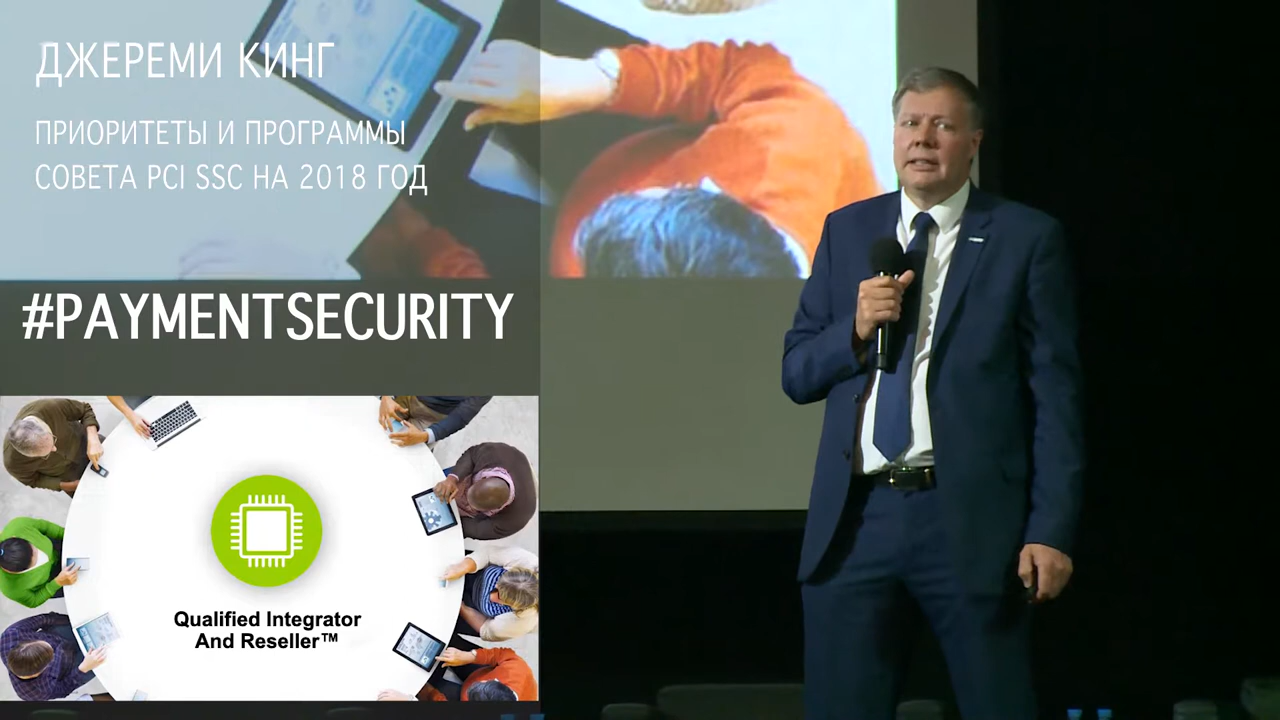 ДЖЕРЕМИ КИНГ
ПРИОРИТЕТЫ И ПРОГРАММЫ
СОВЕТА PCI SSC НА 2018 ГОД
#PAYMENTSECURITY
Qualified Integrator
And Reseller™